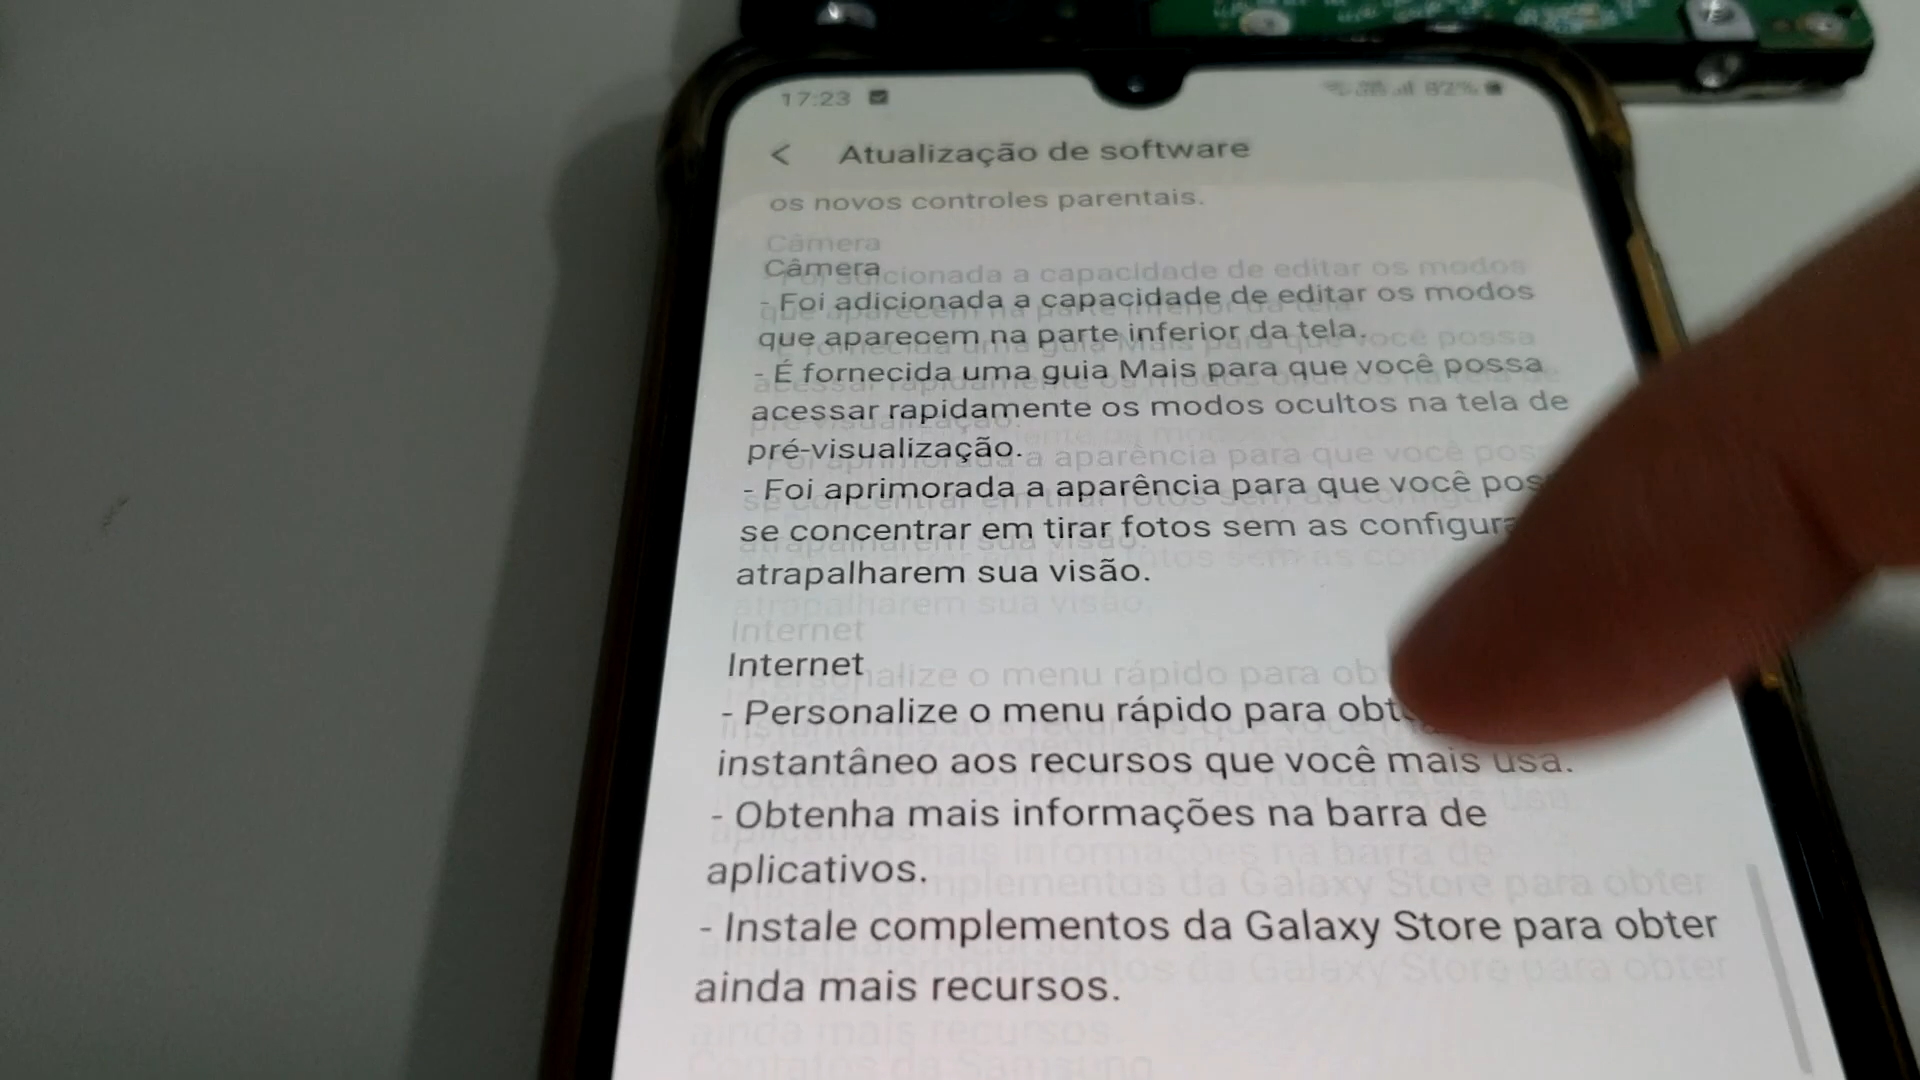 17:23
82%
< Atualização de software
os novos controles parentais.
Câmera
- Foi adicionada a capacidade de editar os modos
que aparecem na parte inferior da tela.
- É fornecida uma guia Mais para que você possa
acessar rapidamente os modos ocultos na tela de
pré-visualização.
- Foi aprimorada a aparência para que você
se concentrar em tirar fotos sem as
atrapalharem sua visão.
Internet
- Personalize o menu rápido para
instantâneo aos recursos que você mais usa.
- Obtenha mais informações na barra de
aplicativos.
- Instale complementos da Galaxy Store para obter
ainda mais recursos.
Contatos da Samsung